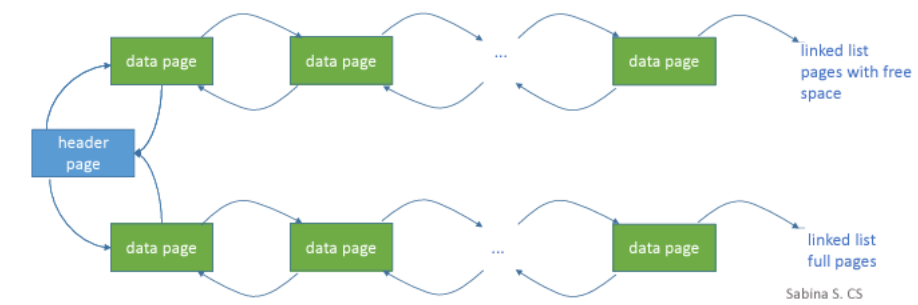 data page
data page
...
data page
linked list
pages with free
space
header
page
data page
data page
...
data page
linked list
full pages
Sabina S. CS